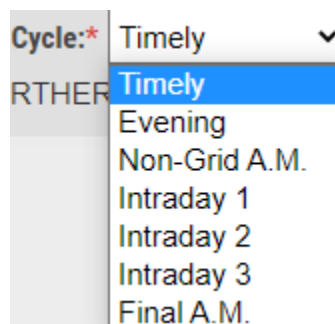 Cycle:* Timely
RTHER
Timely
Evening
Non-Grid A.M.
Intraday 1
Intraday 2
Intraday 3
Final A.M.